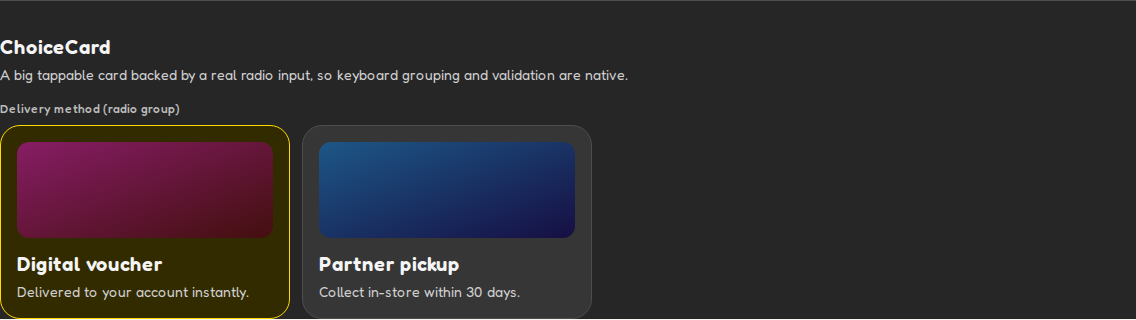 ChoiceCard
A big tappable card backed by a real radio input, so keyboard grouping and validation are native.
Delivery method (radio group)
Digital voucher
Delivered to your account instantly.
Partner pickup
Collect in-store within 30 days.